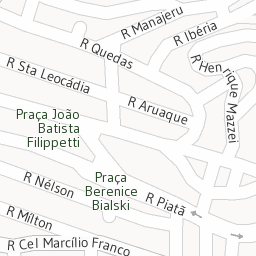 R Manajeru
R Ibéria
R Quedas
R Henrique Mazzei
R Sta Leocádia
R Aruaque
Praça João
Batista
Filippetti
Praça
Berenice
Bialski
R Nélson
R Piatã
R Mílton
R Cel Marcílio Franco